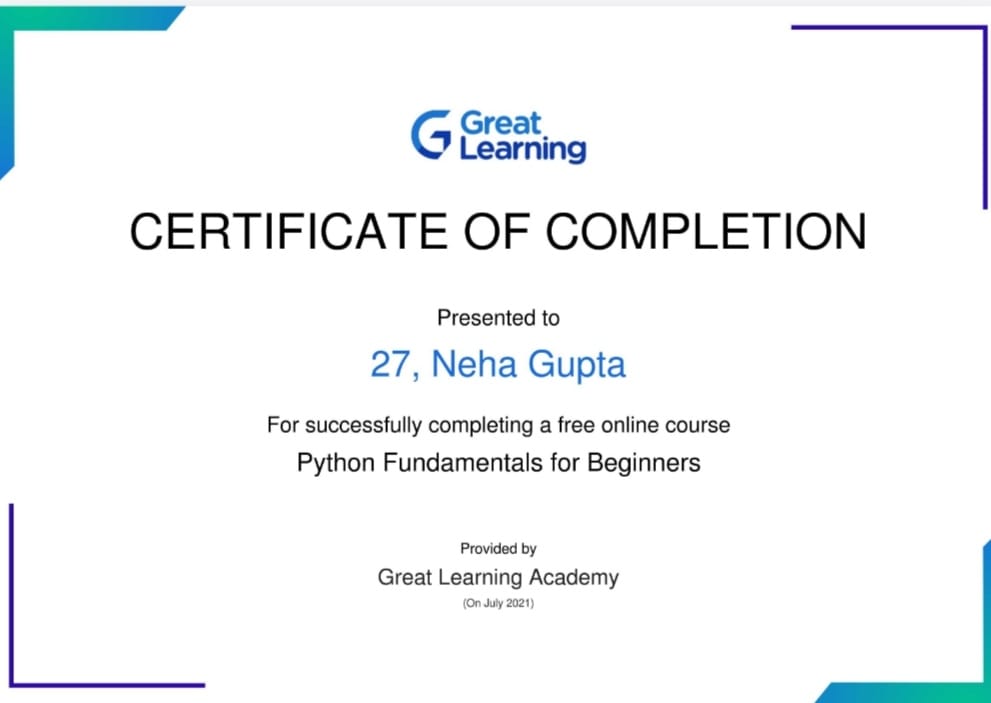 Great
Learning
CERTIFICATE OF COMPLETION
Presented to
27, Neha Gupta
For successfully completing a free online course
Python Fundamentals for Beginners
Provided by
Great Learning Academy
(On July 2021)